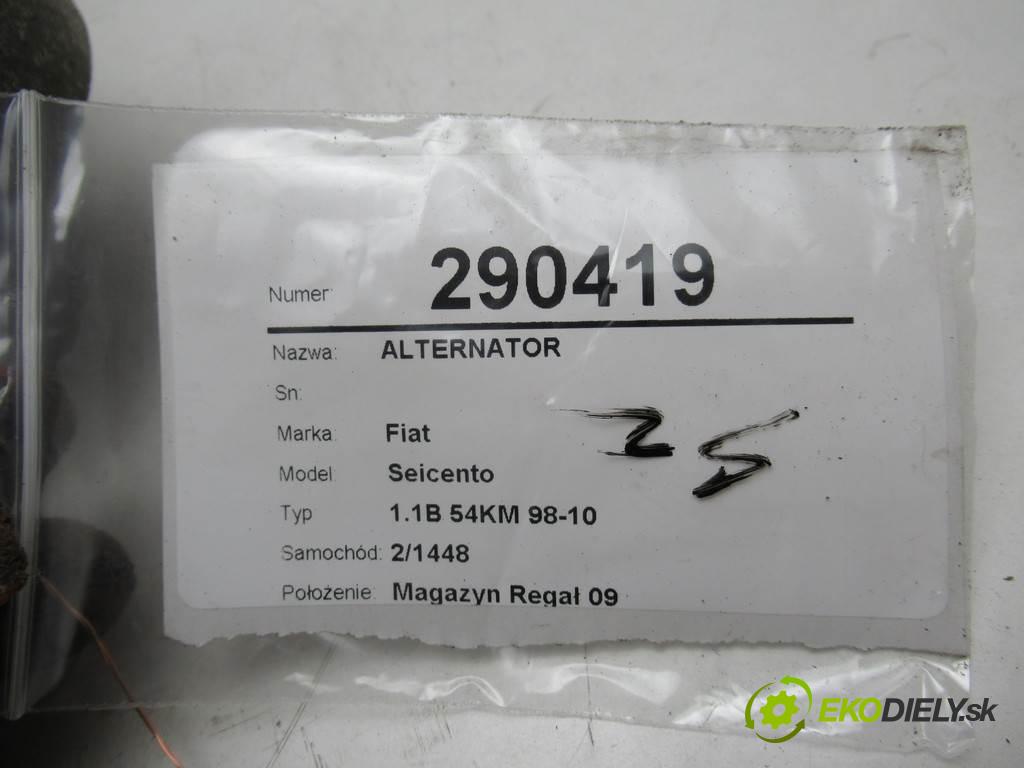 Numer: 290419
Nazwa: ALTERNATOR
Sn:
Marka: Fiat
25
Model: Seicento
Typ 1.1B 54KM 98-10
Samochód: 2/1448
Położenie: Magazyn Regał 09
EKODIELY.sk